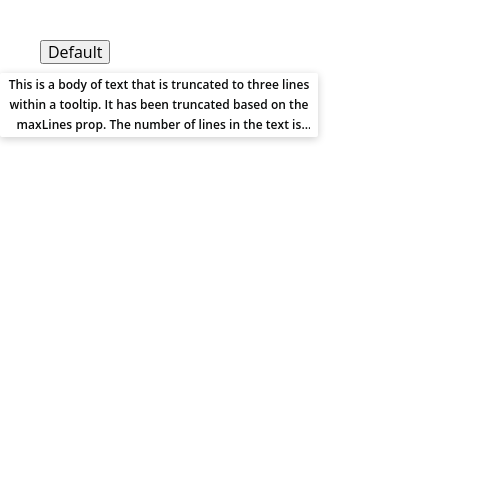 Default
This is a body of text that is truncated to three lines
within a tooltip. It has been truncated based on the
maxLines prop. The number of lines in the text is...